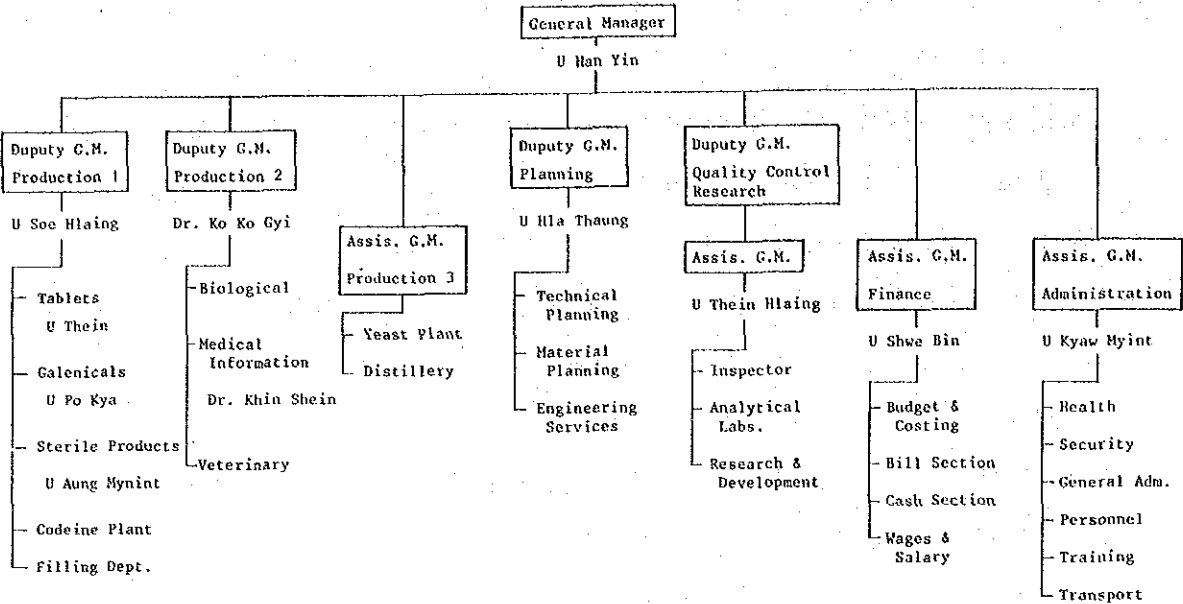 General Manager
U Han Yin
Duputy G.M.
Production 1
U Soe Hlaing
Tablets
U Thein
Galenicals
U Po Kya
Sterile Products
U Aung Mynint
Codeine Plant
Filling Dept.
Duputy G.M.
Production 2
Dr. Ko Ko Gyi
Biological
Medical
Information
Dr. Khin Shein
Veterinary
Assis. G.M.
Production 3
Yeast Plant
Distillery
Duputy G.M.
Planning
U Hla Thaung
Technical
Planning
Material
Planning
Engineering
Services
Duputy G.M.
Quality Control
Research
Assis. G.M.
U Thein Hlaing
Inspector
Analytical
Labs.
Research &
Development
Assis. G.M.
Finance
U Shwe Bin
Budget &
Costing
Bill Section
Cash Section
Wages &
Salary
Assis. G.M.
Administration
U Kyaw Myint
Health
Security
General Adm.
Personnel
Training
Transport